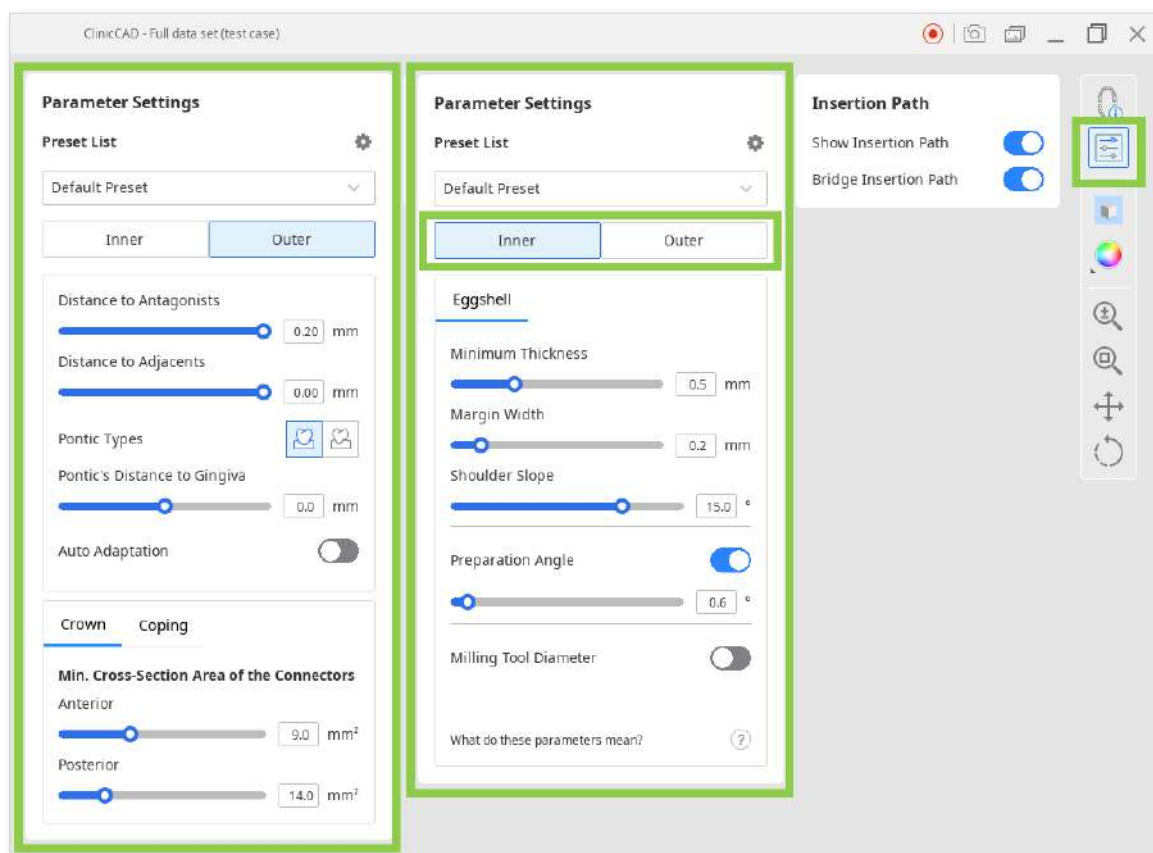 ClinicCAD - Full data set (test case)
Parameter Settings
Preset List
Default Preset
Inner Outer
Distance to Antagonists
0.20 mm
Distance to Adjacents
0.00 mm
Pontic Types
Pontic's Distance to Gingiva
0.0 mm
Auto Adaptation
Crown Coping
Min. Cross-Section Area of the Connectors
Anterior
9.0 mm²
Posterior
14.0 mm²
Parameter Settings
Preset List
Default Preset
Inner Outer
Eggshell
Minimum Thickness
0.5 mm
Margin Width
0.2 mm
Shoulder Slope
15.0 °
Preparation Angle
0.6 °
Milling Tool Diameter
What do these parameters mean? ?
Insertion Path
Show Insertion Path
Bridge Insertion Path